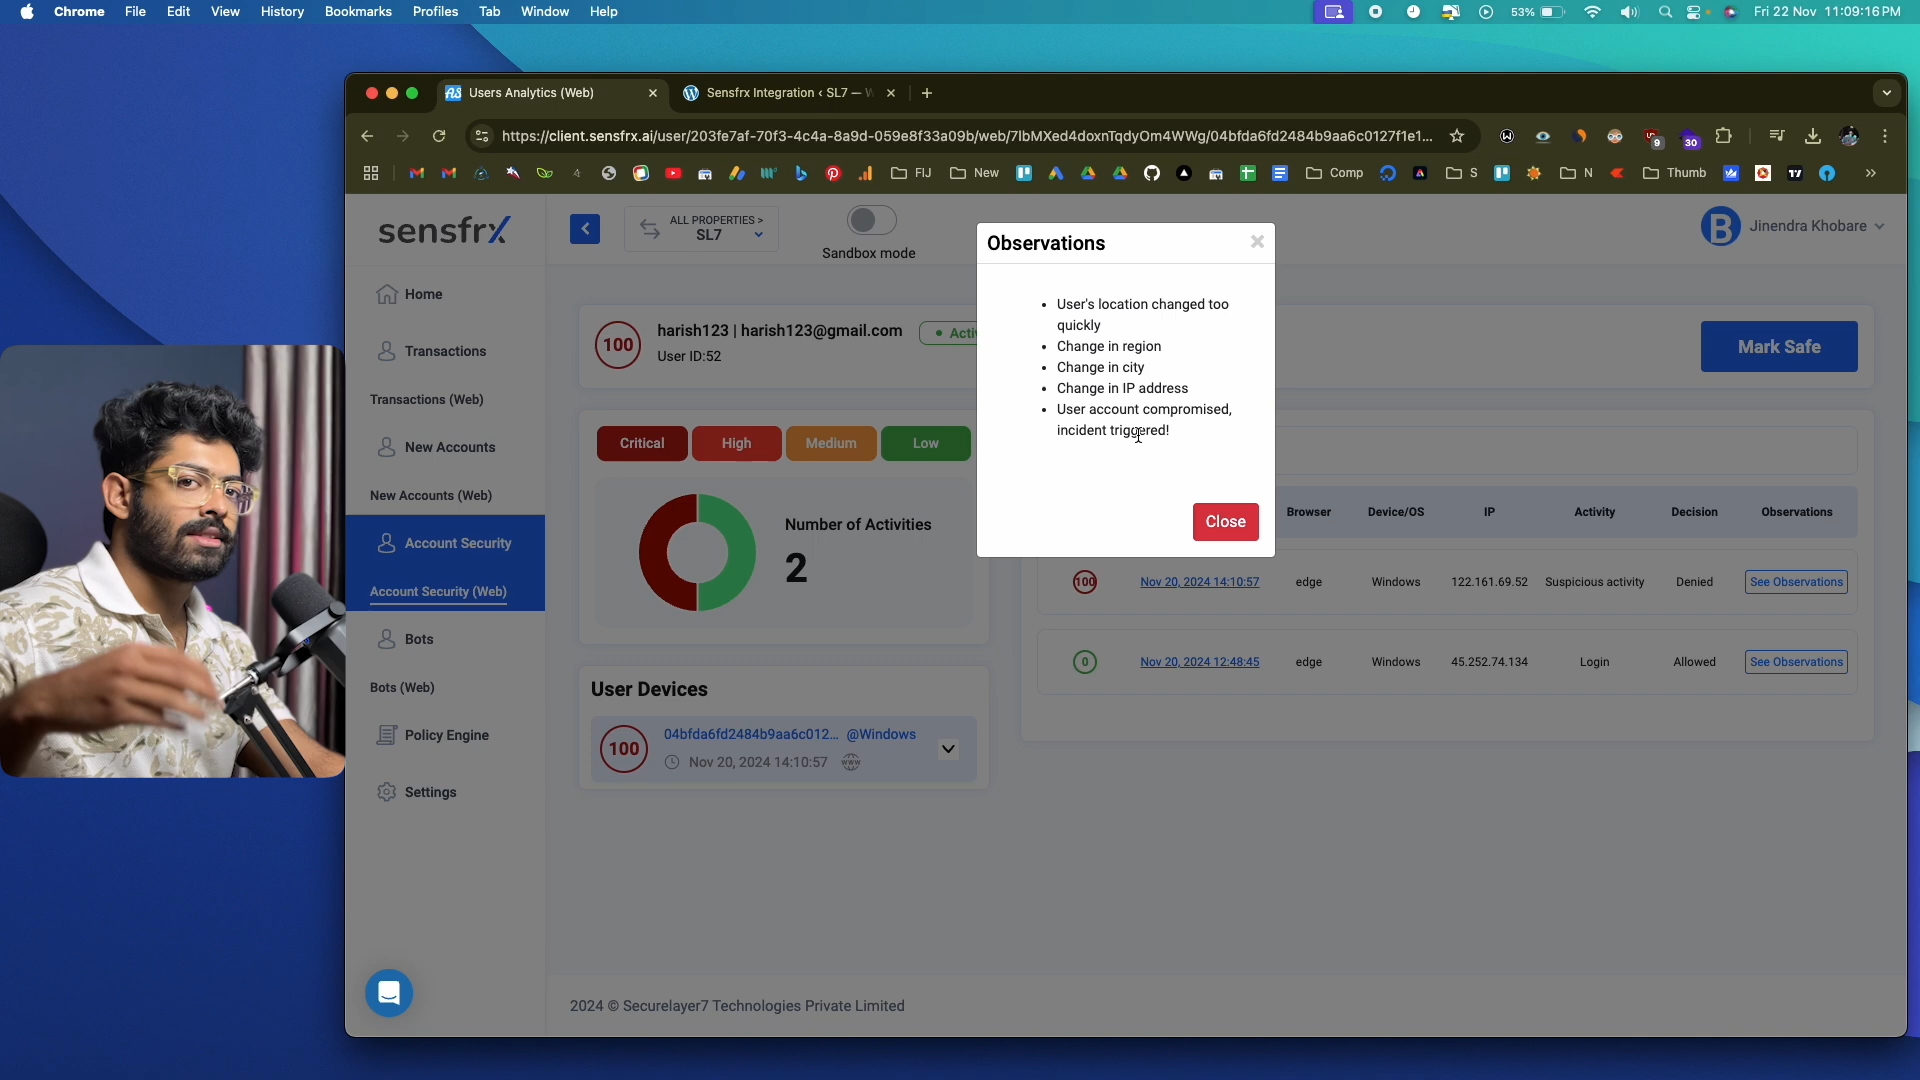 Chrome File Edit View History Bookmarks Profiles Tab Window Help
53% Fri 22 Nov 11:09:16 PM
Users Analytics (Web)
Sensfrx Integration ‹ SL7 — W
https://client.sensfrx.ai/user/203fe7af-70f3-4c4a-8a9d-059e8f33a09b/web/7lbMXed4doxnTqdyOm4WWg/04bfda6fd2484b9aa6c0127f1e1...
9
30
FIJ
New
Comp
S
N
Thumb
sensfrx
ALL PROPERTIES >
SL7
Sandbox mode
B Jinendra Khobare
Home
Transactions
Transactions (Web)
New Accounts
New Accounts (Web)
Account Security
Account Security (Web)
Bots
Bots (Web)
Policy Engine
Settings
100
harish123 | harish123@gmail.com
User ID:52
Mark Safe
Critical High Medium Low
Number of Activities
2
User Devices
100
04bfda6fd2484b9aa6c012... @Windows
Nov 20, 2024 14:10:57
www
Observations
×
• User's location changed too
quickly
• Change in region
• Change in city
• Change in IP address
• User account compromised,
incident triggered!
Close
Browser Device/OS IP Activity Decision Observations
100 Nov 20, 2024 14:10:57 edge Windows 122.161.69.52 Suspicious activity Denied See Observations
0 Nov 20, 2024 12:48:45 edge Windows 45.252.74.134 Login Allowed See Observations
2024 © Securelayer7 Technologies Private Limited